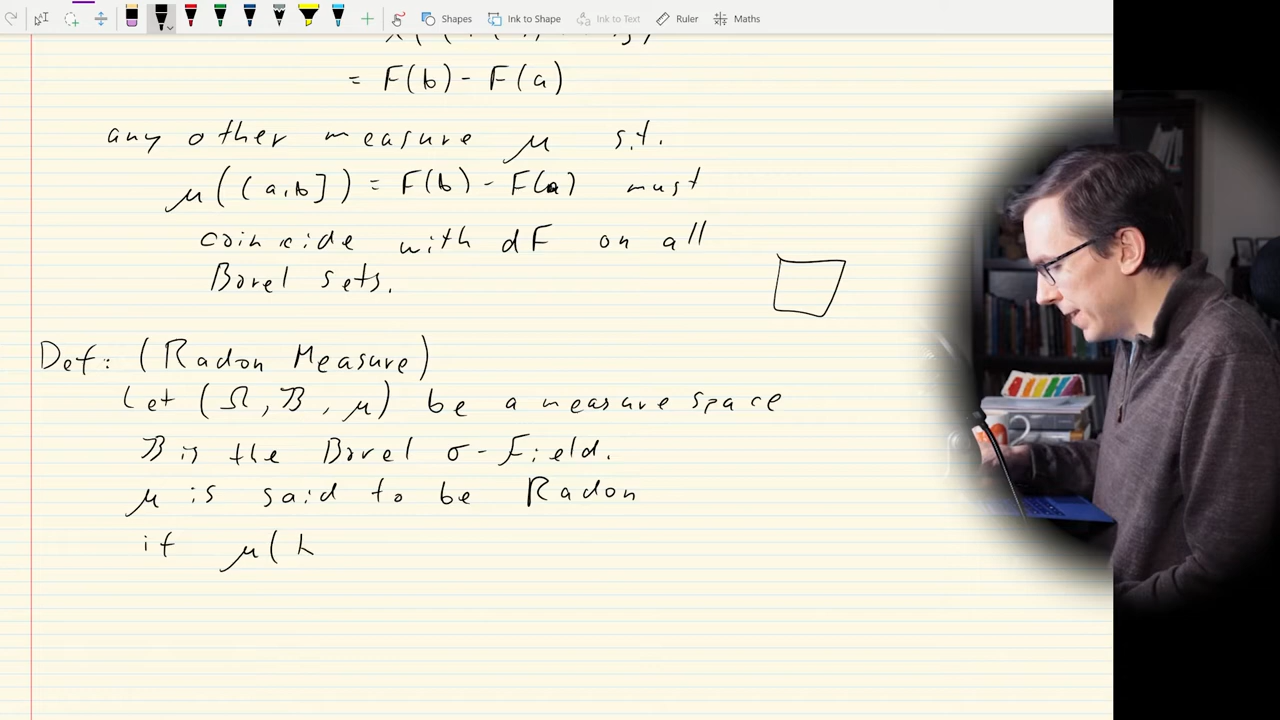 Shapes
Ink to Shape
Ink to Text
Ruler
Maths
= F(b) - F(a)
any other measure μ s.t.
μ((a,b]) = F(b) - F(a) must
coincide with dF on all
Borel sets.
Def: (Radon Measure)
Let (Ω, B, μ) be a measure space
B is the Borel σ-Field.
μ is said to be Radon
if μ(